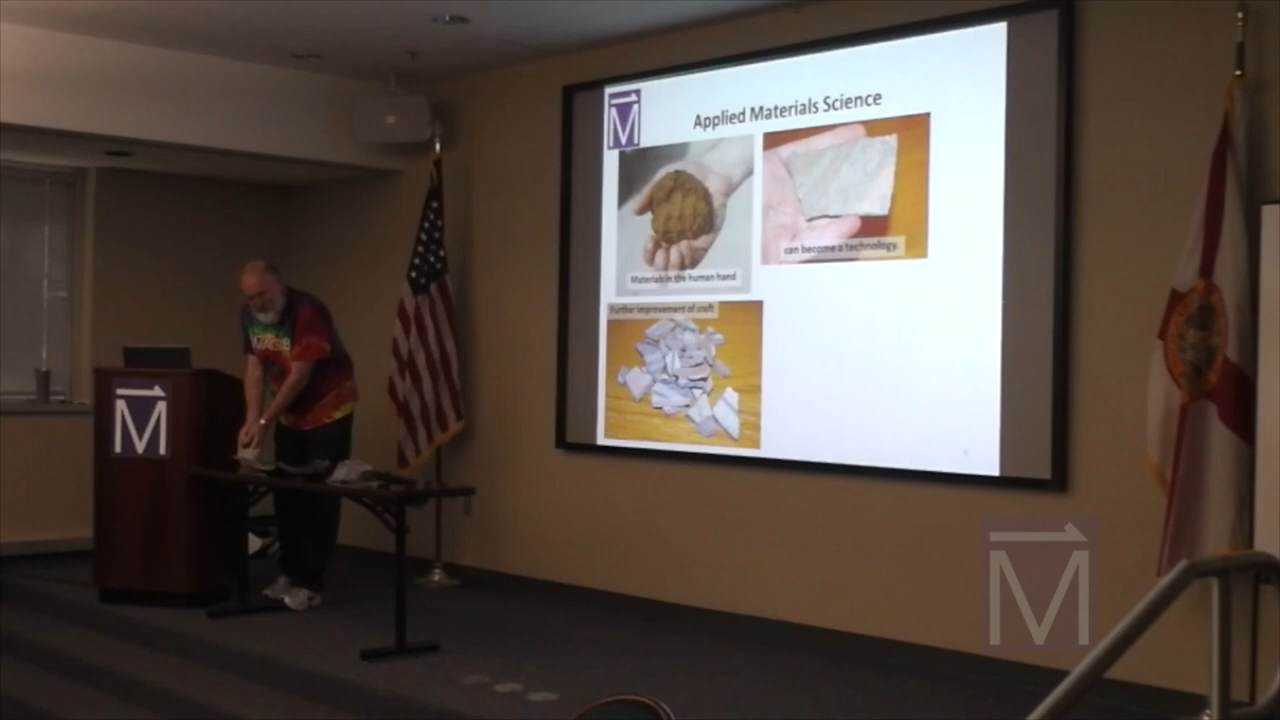 M
Applied Materials Science
Materials in the human hand
can become a technology.
Further improvement of craft
M
M